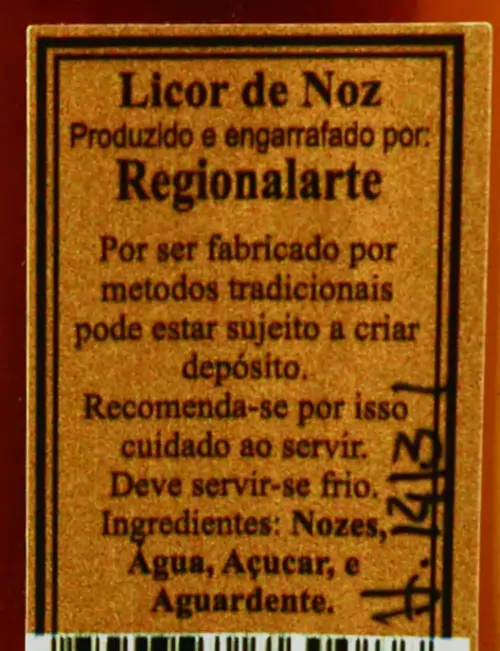 Licor de Noz
Produzido e engarrafado por:
Regionalarte
Por ser fabricado por
metodos tradicionais
pode estar sujeito a criar
depósito.
Recomenda-se por isso
cuidado ao servir.
Deve servir-se frio.
Ingredientes: Nozes,
Água, Açucar, e
Aguardente.